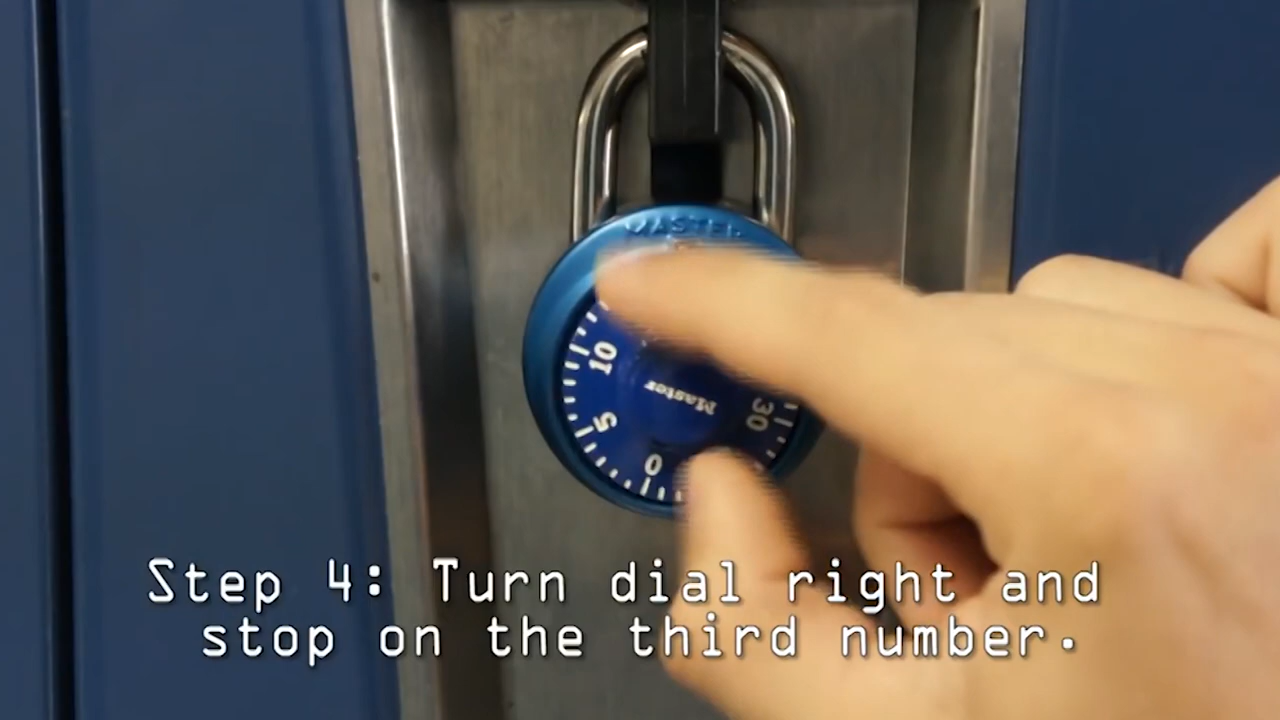 MASTER
10
Master
30
5
0
Step 4: Turn dial right and
stop on the third number.